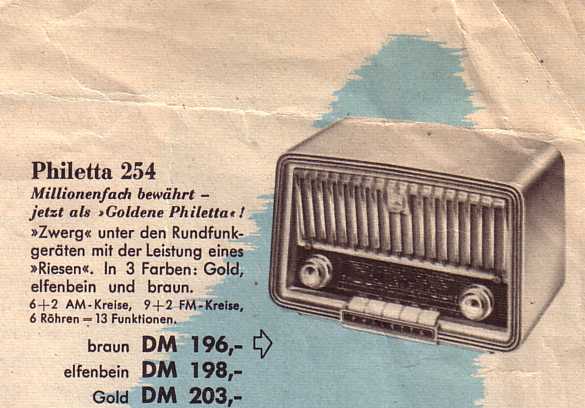 Philetta 254
Millionenfach bewährt –
jetzt als »Goldene Philetta«!
»Zwerg« unter den Rundfunk-
geräten mit der Leistung eines
»Riesen«. In 3 Farben: Gold,
elfenbein und braun.
6+2 AM-Kreise, 9+2 FM-Kreise,
6 Röhren = 13 Funktionen.
braun DM 196,-
elfenbein DM 198,-
Gold DM 203,-